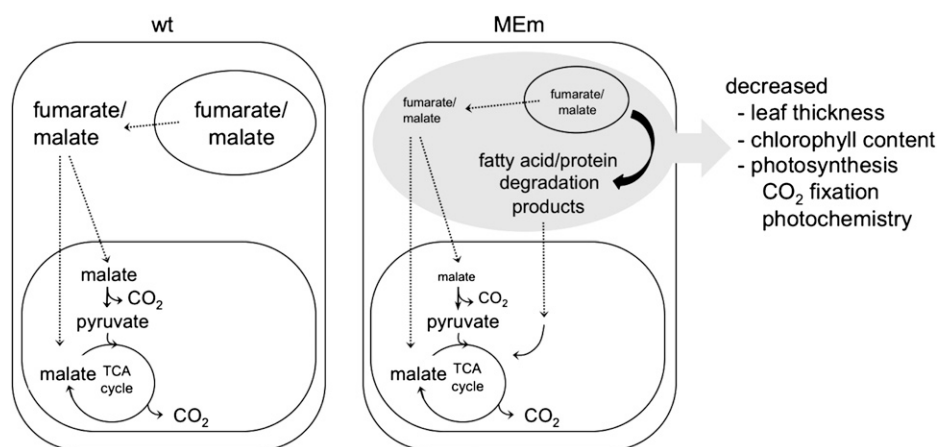 wt
fumarate/
malate
fumarate/
malate
malate
CO₂
pyruvate
malate
TCA
cycle
CO₂
MEm
fumarate/
malate
fumarate/
malate
fatty acid/protein
degradation
products
malate
CO₂
pyruvate
malate
TCA
cycle
CO₂
decreased
- leaf thickness
- chlorophyll content
- photosynthesis
CO₂ fixation
photochemistry